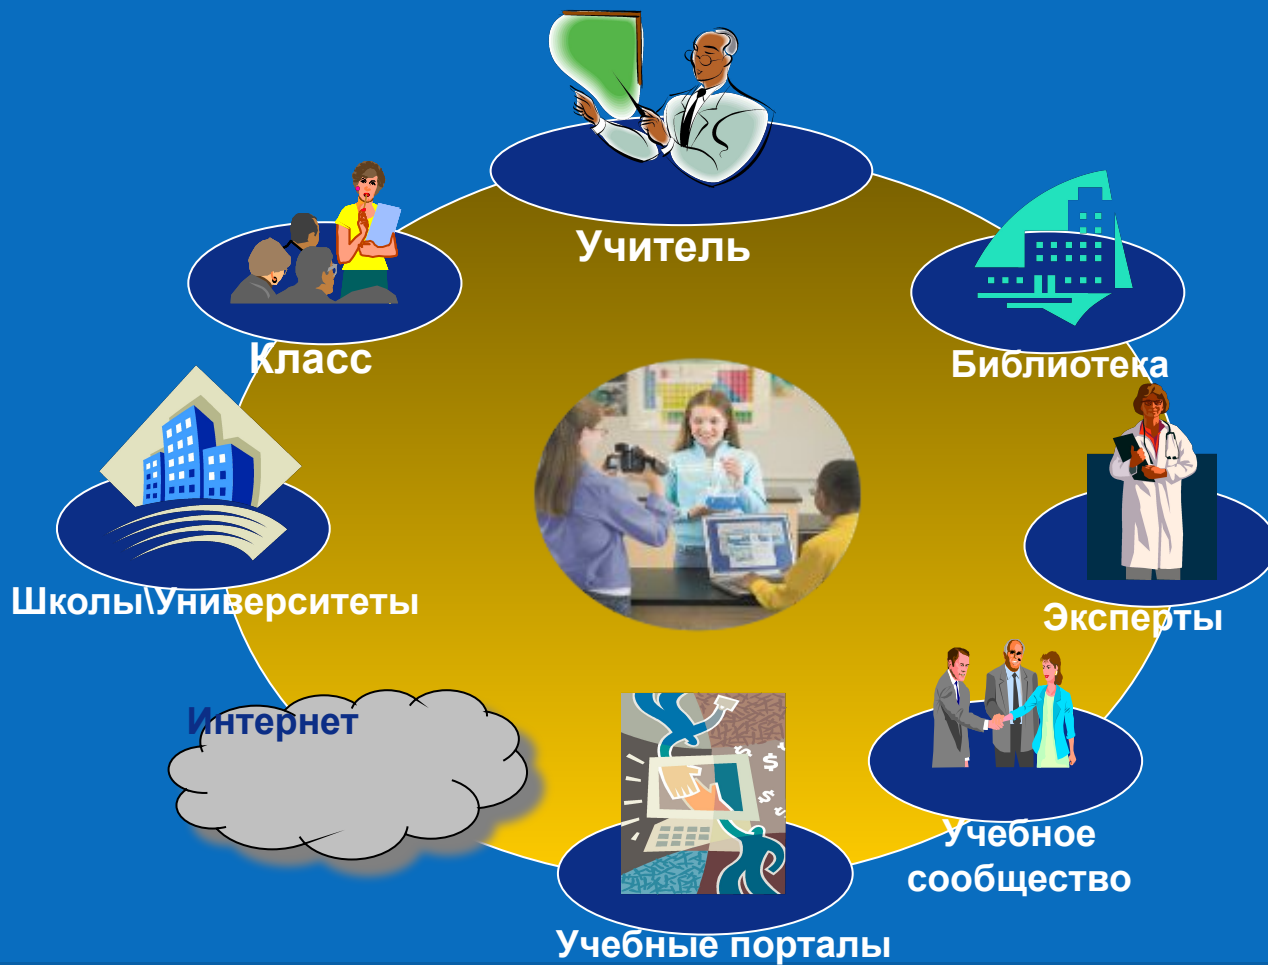 Учитель
Класс
Библиотека
Школы\Университеты
Эксперты
Интернет
Учебное
сообщество
Учебные порталы